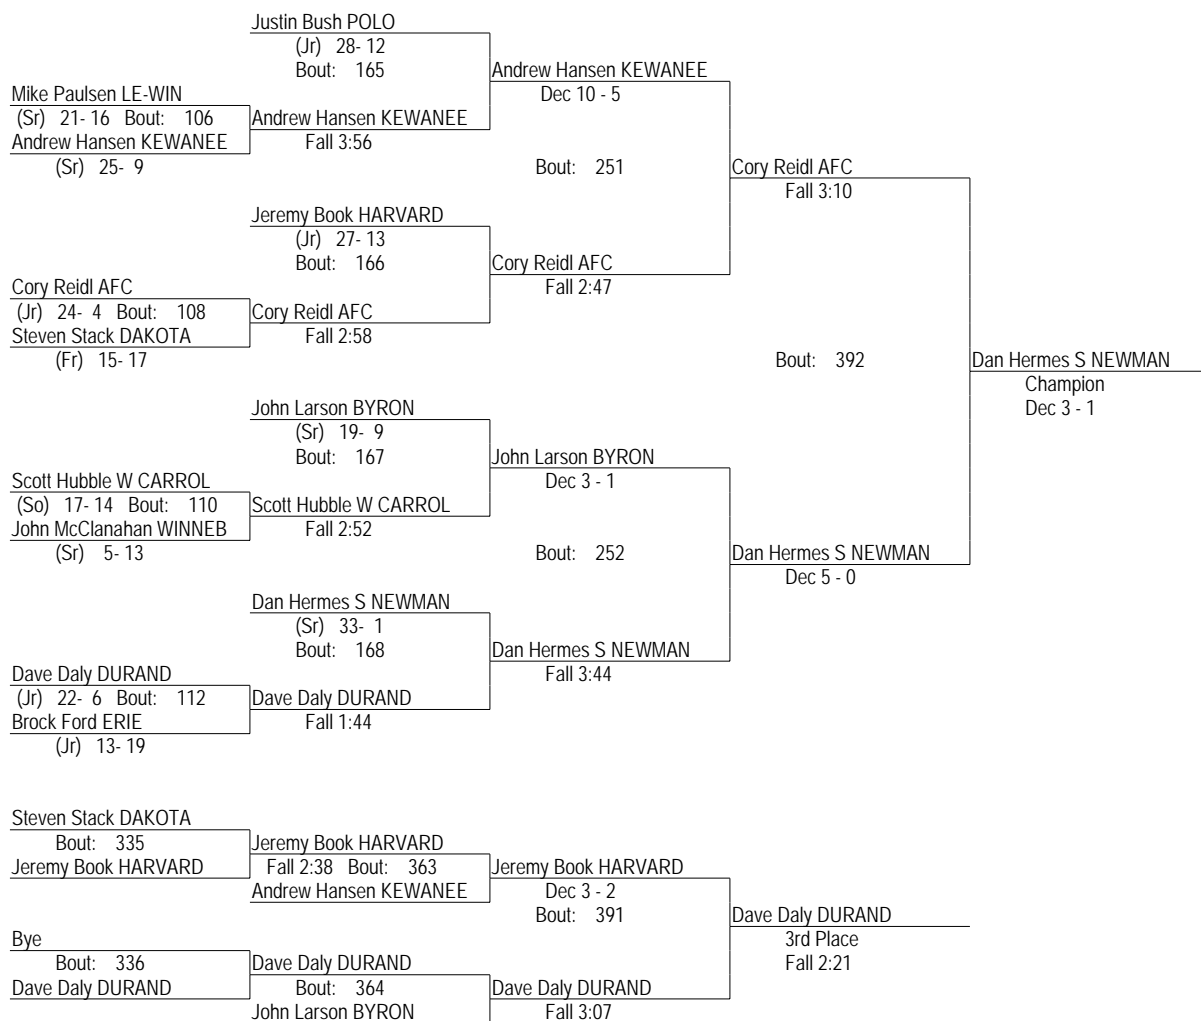 Justin Bush POLO
(Jr) 28- 12
Bout: 165
Andrew Hansen KEWANEE
Dec 10 - 5
Mike Paulsen LE-WIN
(Sr) 21- 16 Bout: 106
Andrew Hansen KEWANEE
Andrew Hansen KEWANEE
Fall 3:56
(Sr) 25- 9
Bout: 251
Cory Reidl AFC
Fall 3:10
Jeremy Book HARVARD
(Jr) 27- 13
Bout: 166
Cory Reidl AFC
Fall 2:47
Cory Reidl AFC
(Jr) 24- 4 Bout: 108
Cory Reidl AFC
Steven Stack DAKOTA
Fall 2:58
(Fr) 15- 17
Bout: 392
Dan Hermes S NEWMAN
Champion
Dec 3 - 1
John Larson BYRON
(Sr) 19- 9
Bout: 167
John Larson BYRON
Dec 3 - 1
Scott Hubble W CARROL
(So) 17- 14 Bout: 110
Scott Hubble W CARROL
John McClanahan WINNEB
Fall 2:52
(Sr) 5- 13
Bout: 252
Dan Hermes S NEWMAN
Dec 5 - 0
Dan Hermes S NEWMAN
(Sr) 33- 1
Bout: 168
Dan Hermes S NEWMAN
Fall 3:44
Dave Daly DURAND
(Jr) 22- 6 Bout: 112
Dave Daly DURAND
Brock Ford ERIE
Fall 1:44
(Jr) 13- 19
Steven Stack DAKOTA
Bout: 335
Jeremy Book HARVARD
Jeremy Book HARVARD
Fall 2:38 Bout: 363
Jeremy Book HARVARD
Andrew Hansen KEWANEE
Dec 3 - 2
Bout: 391
Dave Daly DURAND
3rd Place
Fall 2:21
Bye
Bout: 336
Dave Daly DURAND
Dave Daly DURAND
Bout: 364
Dave Daly DURAND
John Larson BYRON
Fall 3:07